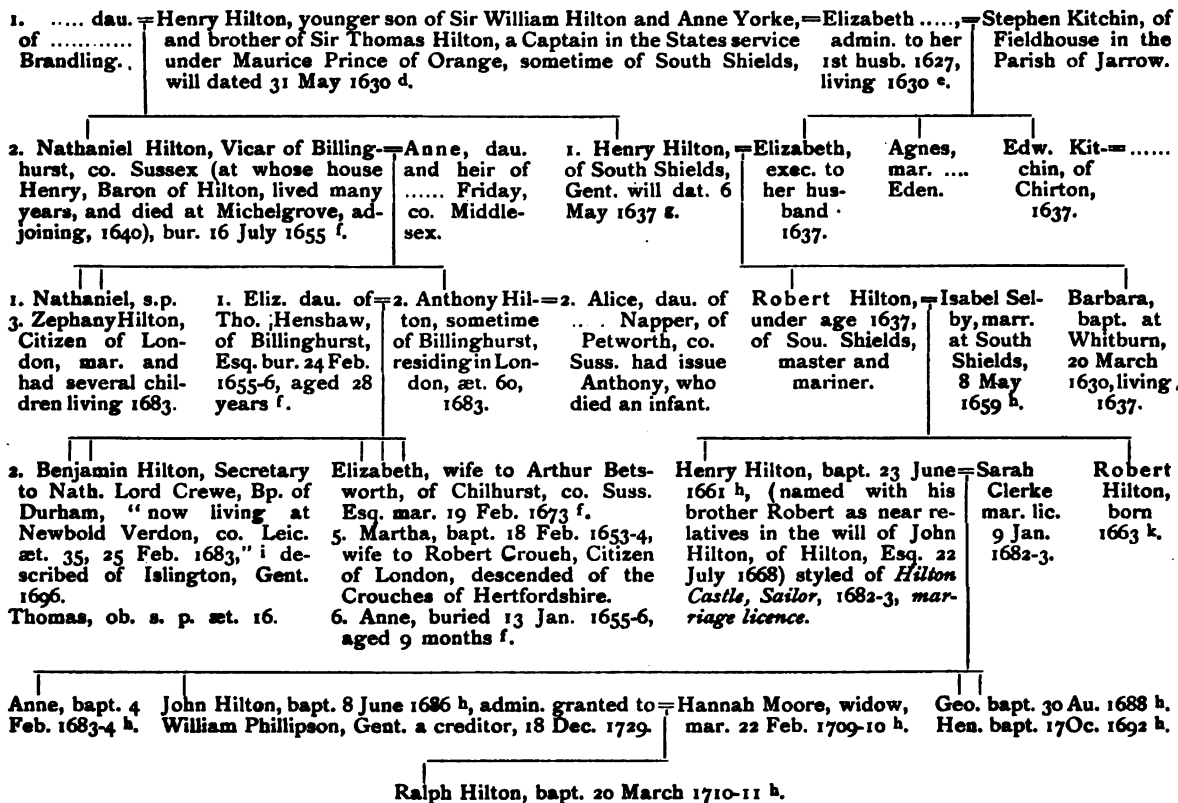 1. ..... dau. = Henry Hilton, younger son of Sir William Hilton and Anne Yorke, = Elizabeth ....., = Stephen Kitchin, of
of ............ and brother of Sir Thomas Hilton, a Captain in the States service admin. to her Fieldhouse in the
Brandling. . under Maurice Prince of Orange, sometime of South Shields, 1st husb. 1627, Parish of Jarrow.
will dated 31 May 1630 d. living 1630 e.
2. Nathaniel Hilton, Vicar of Billing-
hurst, co. Sussex (at whose house
Henry, Baron of Hilton, lived many
years, and died at Michelgrove, ad-
joining, 1640), bur. 16 July 1655 f.
= Anne, dau.
and heir of
...... Friday,
co. Middle-
sex.
1. Henry Hilton,
of South Shields,
Gent. will dat. 6
May 1637 g.
= Elizabeth,
exec. to
her hus-
band
1637.
Agnes,
mar. ....
Eden.
Edw. Kit- = ......
chin, of
Chirton,
1637.
1. Nathaniel, s.p.
3. Zephany Hilton,
Citizen of Lon-
don, mar. and
had several chil-
dren living 1683.
1. Eliz. dau. of
Tho. ;Henshaw,
of Billinghurst,
Esq. bur. 24 Feb.
1655-6, aged 28
years f.
= 2. Anthony Hil-
ton, sometime
of Billinghurst,
residing in Lon-
don, æt. 60,
1683.
= 2. Alice, dau. of
.. . Napper, of
Petworth, co.
Suss. had issue
Anthony, who
died an infant.
Robert Hilton,
under age 1637,
of Sou. Shields,
master and
mariner.
= Isabel Sel-
by, marr.
at South
Shields,
8 May
1659 h.
Barbara,
bapt. at
Whitburn,
20 March
1630, living
1637.
2. Benjamin Hilton, Secretary
to Nath. Lord Crewe, Bp. of
Durham, "now living at
Newbold Verdon, co. Leic.
æt. 35, 25 Feb. 1683," i de-
scribed of Islington, Gent.
1696.
Thomas, ob. s. p. æt. 16.
Elizabeth, wife to Arthur Bets-
worth, of Chilhurst, co. Suss.
Esq. mar. 19 Feb. 1673 f.
5. Martha, bapt. 18 Feb. 1653-4,
wife to Robert Crouch, Citizen
of London, descended of the
Crouches of Hertfordshire.
6. Anne, buried 13 Jan. 1655-6,
aged 9 months f.
Henry Hilton, bapt. 23 June
1661 h, (named with his
brother Robert as near re-
latives in the will of John
Hilton, of Hilton, Esq. 22
July 1668) styled of Hilton
Castle, Sailor, 1682-3, mar-
riage licence.
= Sarah
Clerke
mar. lic.
9 Jan.
1682-3.
Robert
Hilton,
born
1663 k.
Anne, bapt. 4
Feb. 1683-4 h.
John Hilton, bapt. 8 June 1686 h, admin. granted to
William Phillipson, Gent. a creditor, 18 Dec. 1729.
= Hannah Moore, widow,
mar. 22 Feb. 1709-10 h.
Geo. bapt. 30 Au. 1688 h.
Hen. bapt. 17 Oc. 1692 h.
Ralph Hilton, bapt. 20 March 1710-11 h.